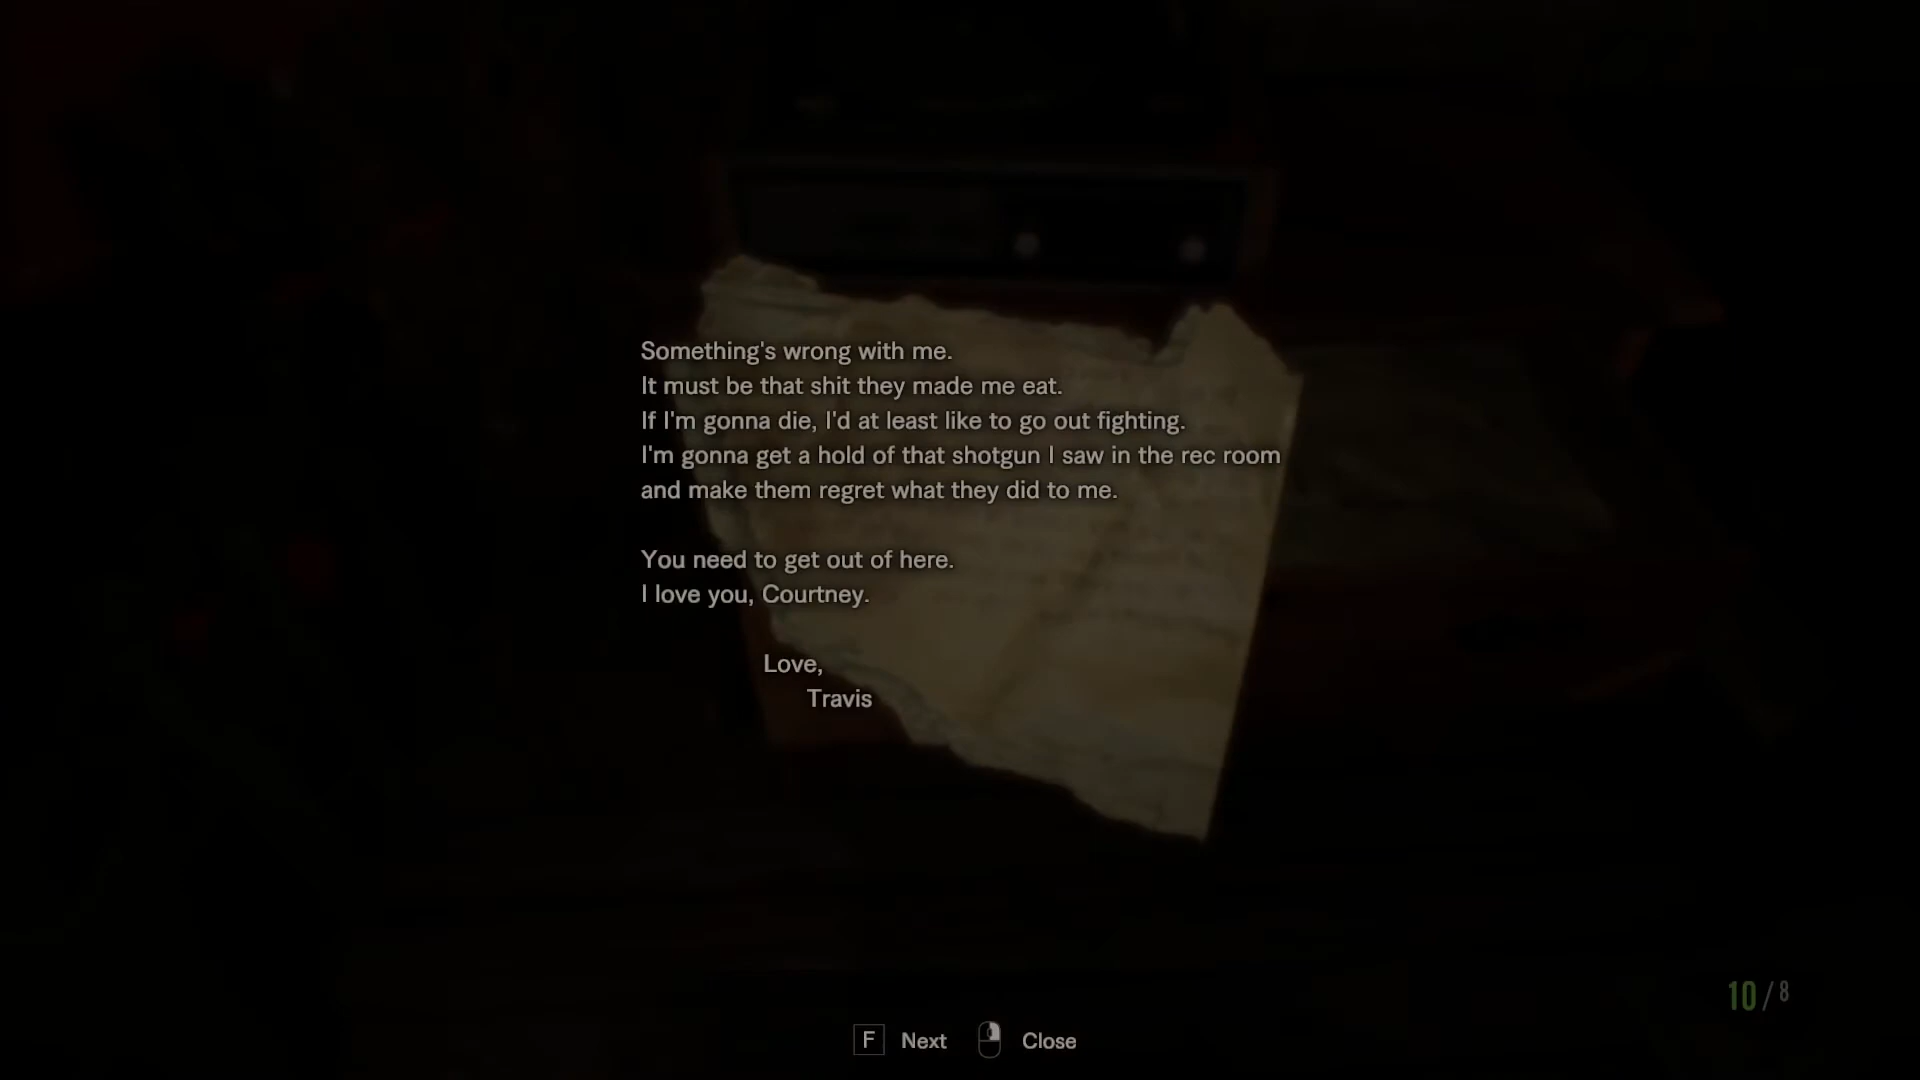 Something's wrong with me.
It must be that shit they made me eat.
If I'm gonna die, I'd at least like to go out fighting.
I'm gonna get a hold of that shotgun I saw in the rec room
and make them regret what they did to me.
You need to get out of here.
I love you, Courtney.
Love,
Travis
10/8
F Next Close